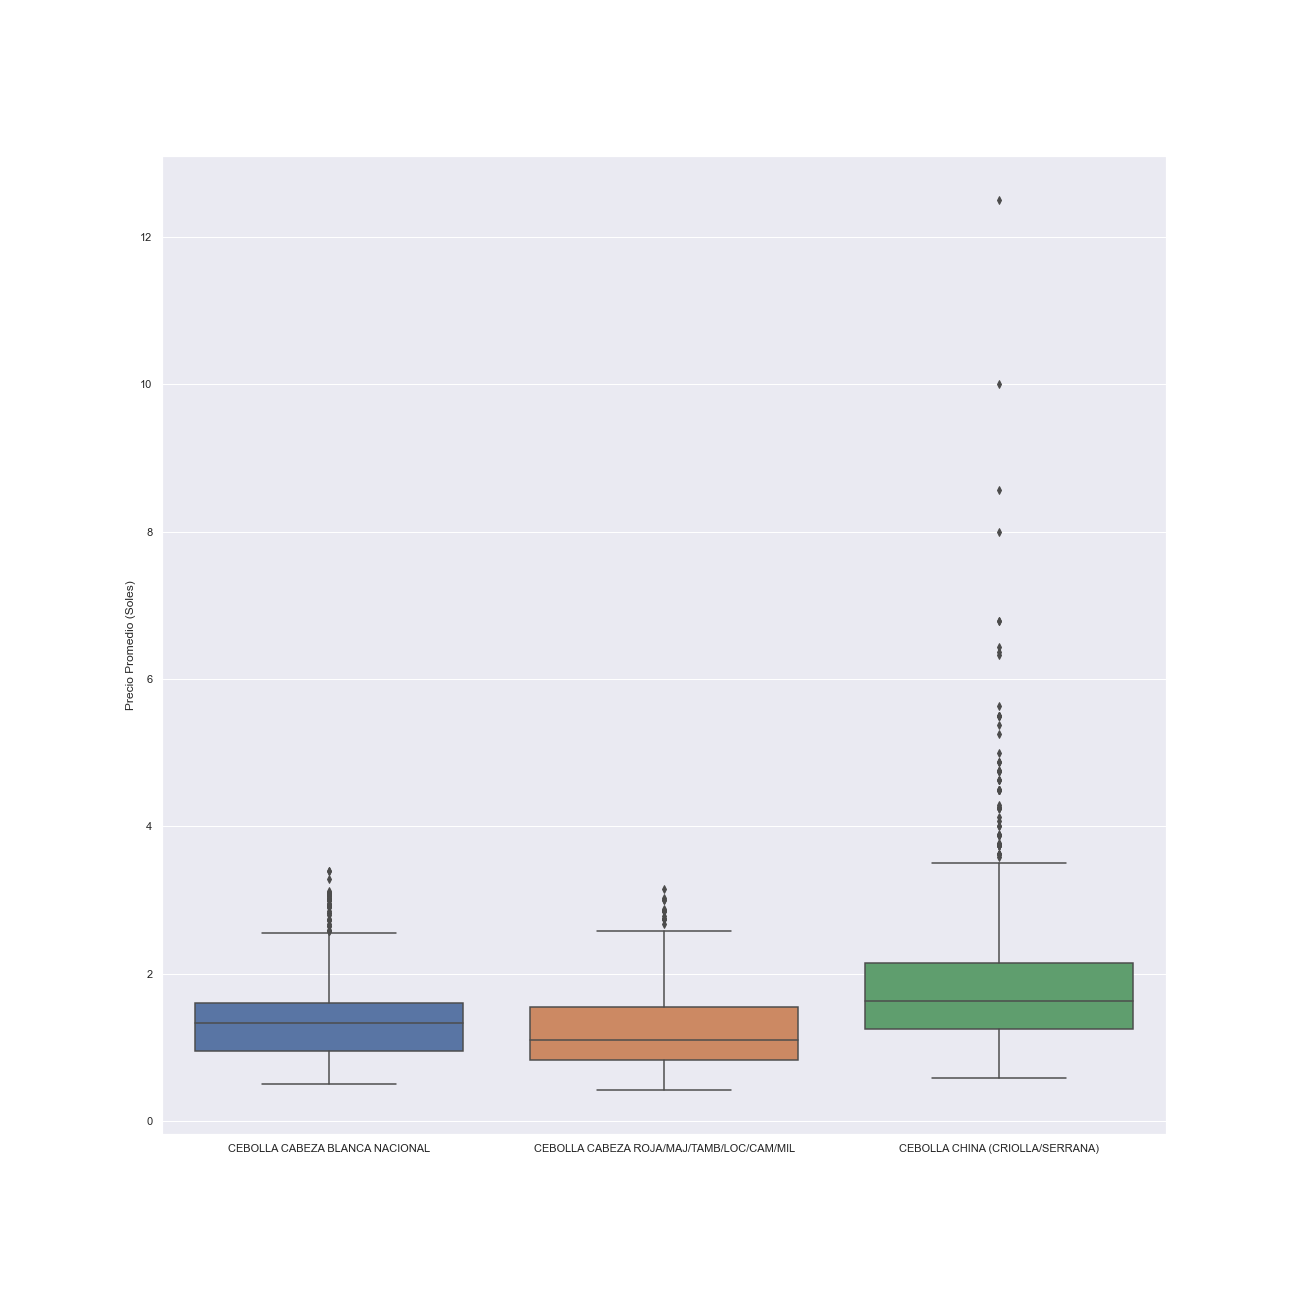 12
10
8
6
4
2
0
Precio Promedio (Soles)
CEBOLLA CABEZA BLANCA NACIONAL
CEBOLLA CABEZA ROJA/MAJ/TAMB/LOC/CAM/MIL
CEBOLLA CHINA (CRIOLLA/SERRANA)